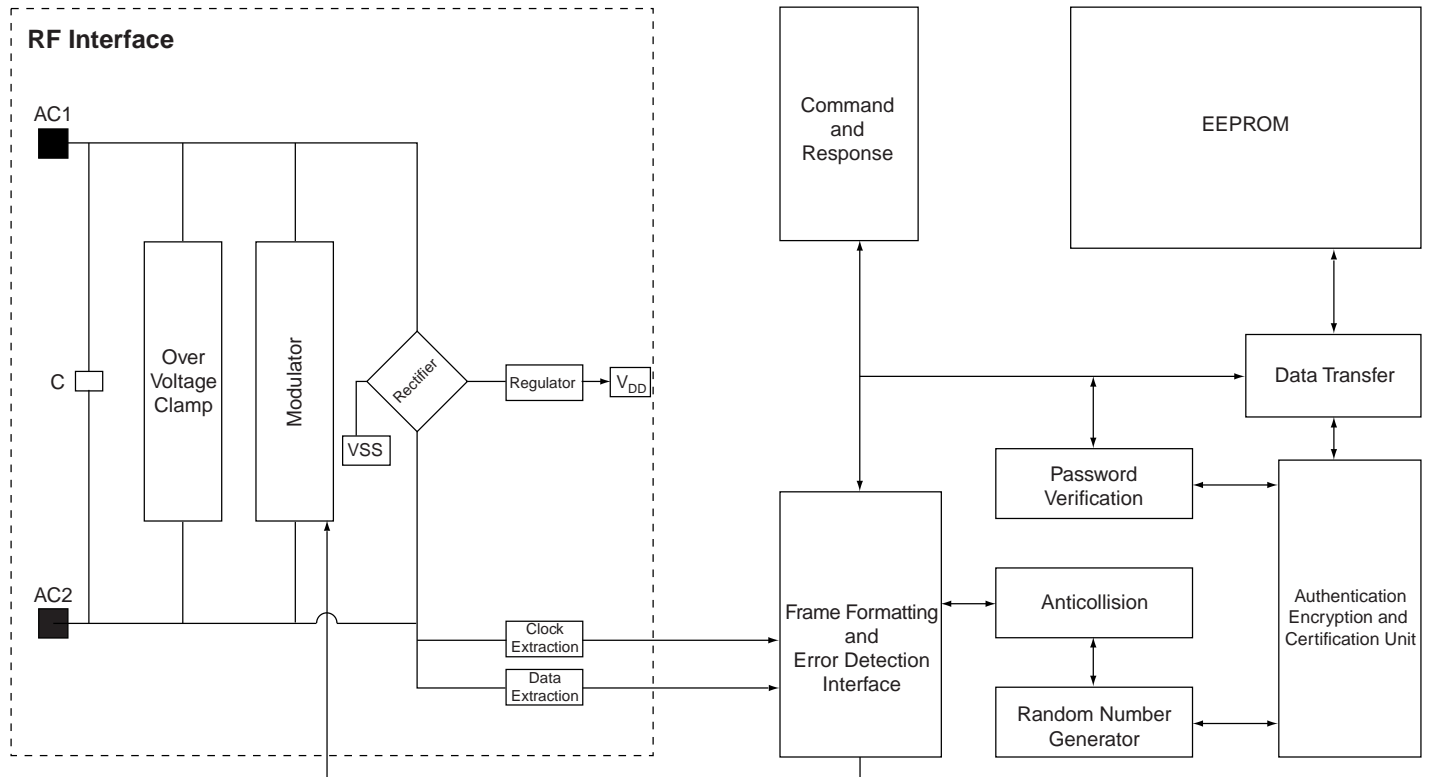 RF Interface
AC1
C
AC2
Over
Voltage
Clamp
Modulator
Rectifier
VSS
Regulator
VDD
Clock
Extraction
Data
Extraction
Command
and
Response
Frame Formatting
and
Error Detection
Interface
EEPROM
Data Transfer
Password
Verification
Anticollision
Random Number
Generator
Authentication
Encryption and
Certification Unit